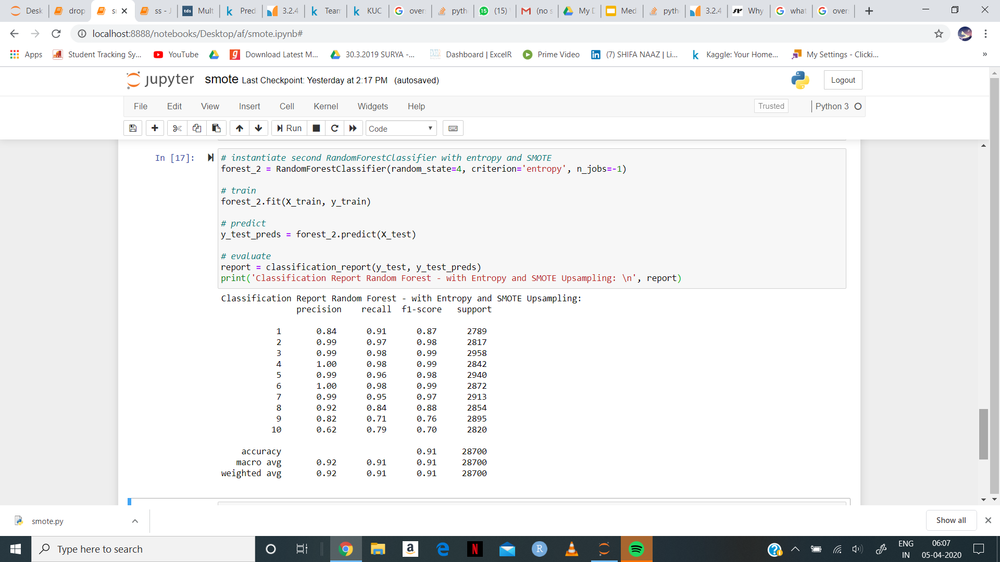 Desk drop s ss - J Mult Pred 3.2.4 Tean KUC over pyth (15) (no s My D Med pyth 3.2.4 Why what over
localhost:8888/notebooks/Desktop/af/smote.ipynb#
Apps Student Tracking Sy... YouTube Download Latest M... 30.3.2019 SURYA -... Dashboard | ExcelR Prime Video (7) SHIFA NAAZ | Li... Kaggle: Your Home... My Settings - Clicki... »
jupyter smote Last Checkpoint: Yesterday at 2:17 PM (autosaved) Logout
File Edit View Insert Cell Kernel Widgets Help Trusted Python 3
Run Code
In [17]:
# instantiate second RandomForestClassifier with entropy and SMOTE
forest_2 = RandomForestClassifier(random_state=4, criterion='entropy', n_jobs=-1)
# train
forest_2.fit(X_train, y_train)
# predict
y_test_preds = forest_2.predict(X_test)
# evaluate
report = classification_report(y_test, y_test_preds)
print('Classification Report Random Forest - with Entropy and SMOTE Upsampling: \n', report)
Classification Report Random Forest - with Entropy and SMOTE Upsampling:
precision recall f1-score support
1 0.84 0.91 0.87 2789
2 0.99 0.97 0.98 2817
3 0.99 0.98 0.99 2958
4 1.00 0.98 0.99 2842
5 0.99 0.96 0.98 2940
6 1.00 0.98 0.99 2872
7 0.99 0.95 0.97 2913
8 0.92 0.84 0.88 2854
9 0.82 0.71 0.76 2895
10 0.62 0.79 0.70 2820
accuracy 0.91 28700
macro avg 0.92 0.91 0.91 28700
weighted avg 0.92 0.91 0.91 28700
smote.py Show all
Type here to search
ENG 06:07
IN 05-04-2020